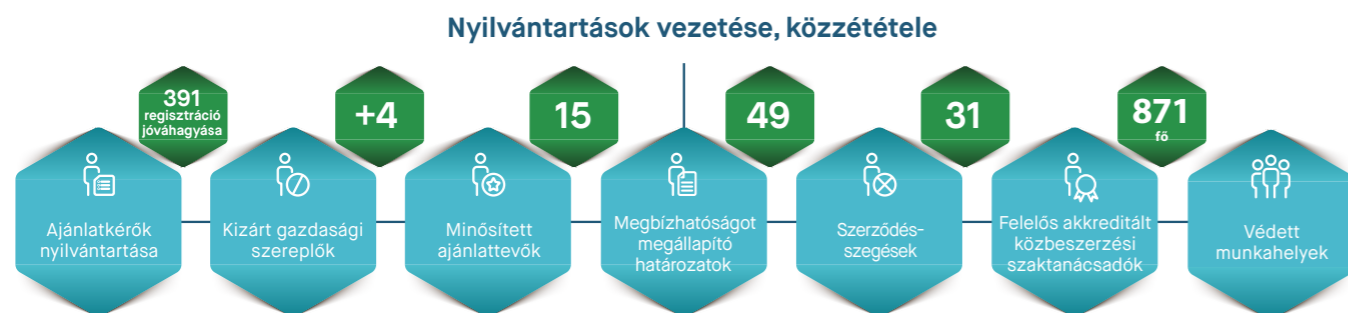 Nyilvántartások vezetése, közzététele
391
regisztráció
jóváhagyása
+4
15
49
31
871
fő
Ajánlatkérők
nyilvántartása
Kizárt gazdasági
szereplők
Minősített
ajánlattevők
Megbízhatóságot
megállapító
határozatok
Szerződés-
szegések
Felelős akkreditált
közbeszerzési
szaktanácsadók
Védett
munkahelyek